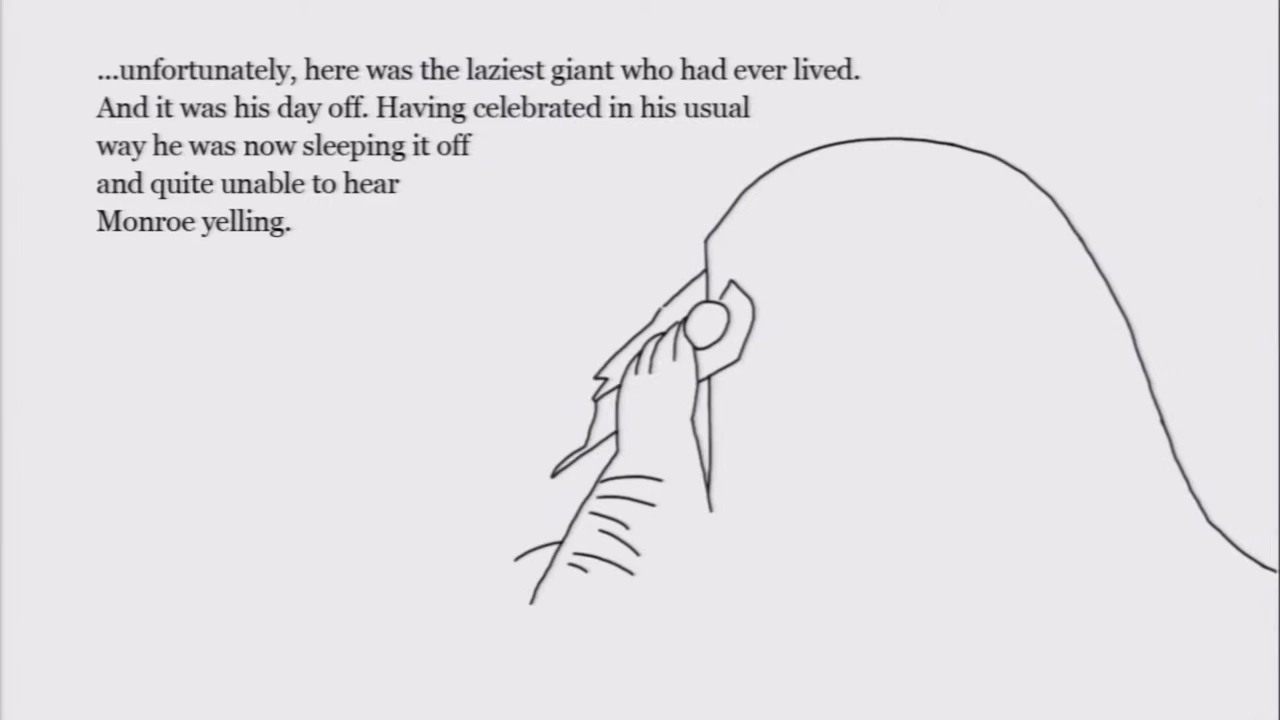 ...unfortunately, here was the laziest giant who had ever lived.
And it was his day off. Having celebrated in his usual
way he was now sleeping it off
and quite unable to hear
Monroe yelling.